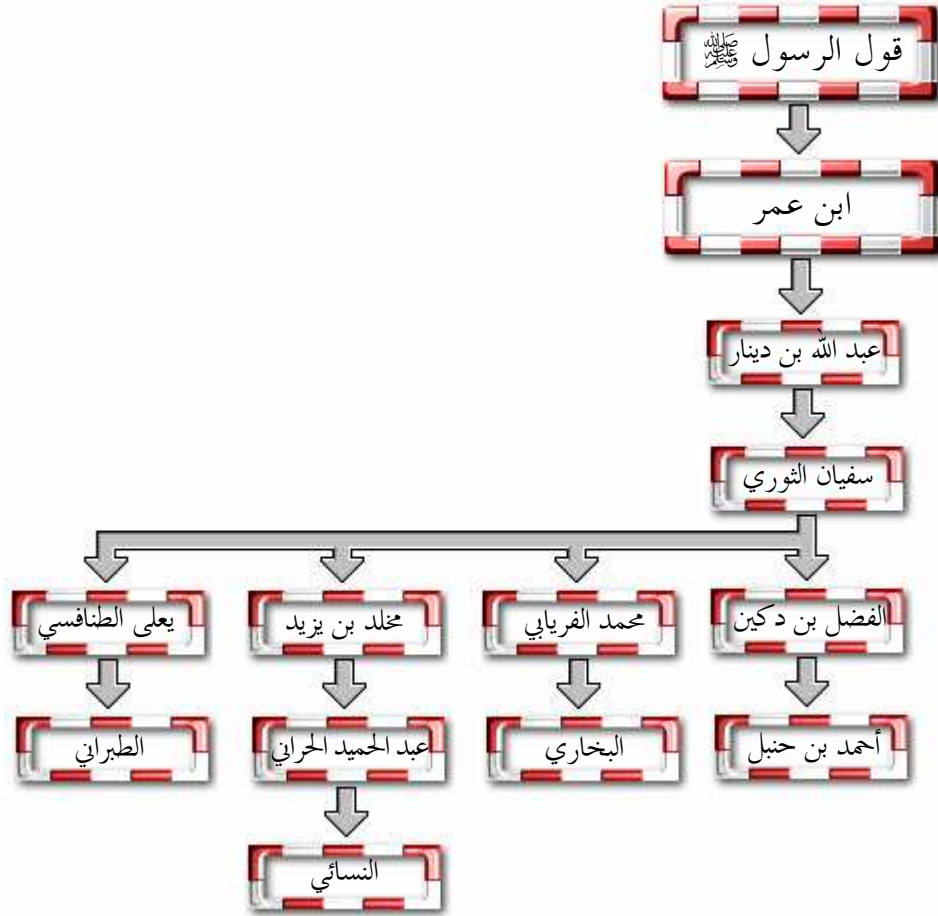 قول الرسول ﷺ
ابن عمر
عبد الله بن دينار
سفيان الثوري
الفضل بن دكين
محمد الفريابي
مخلد بن يزيد
يعلى الطنافسي
أحمد بن حنبل
البخاري
عبد الحميد الحراني
الطبراني
النسائي